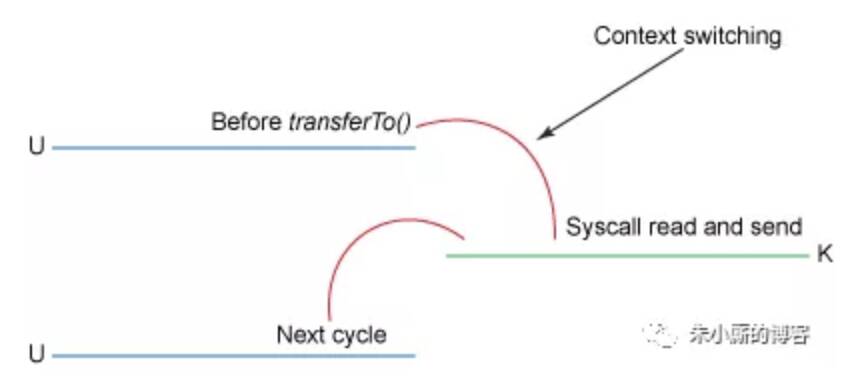 Context switching
Before transferTo()
U
Syscall read and send
K
Next cycle
U
朱小厮的博客